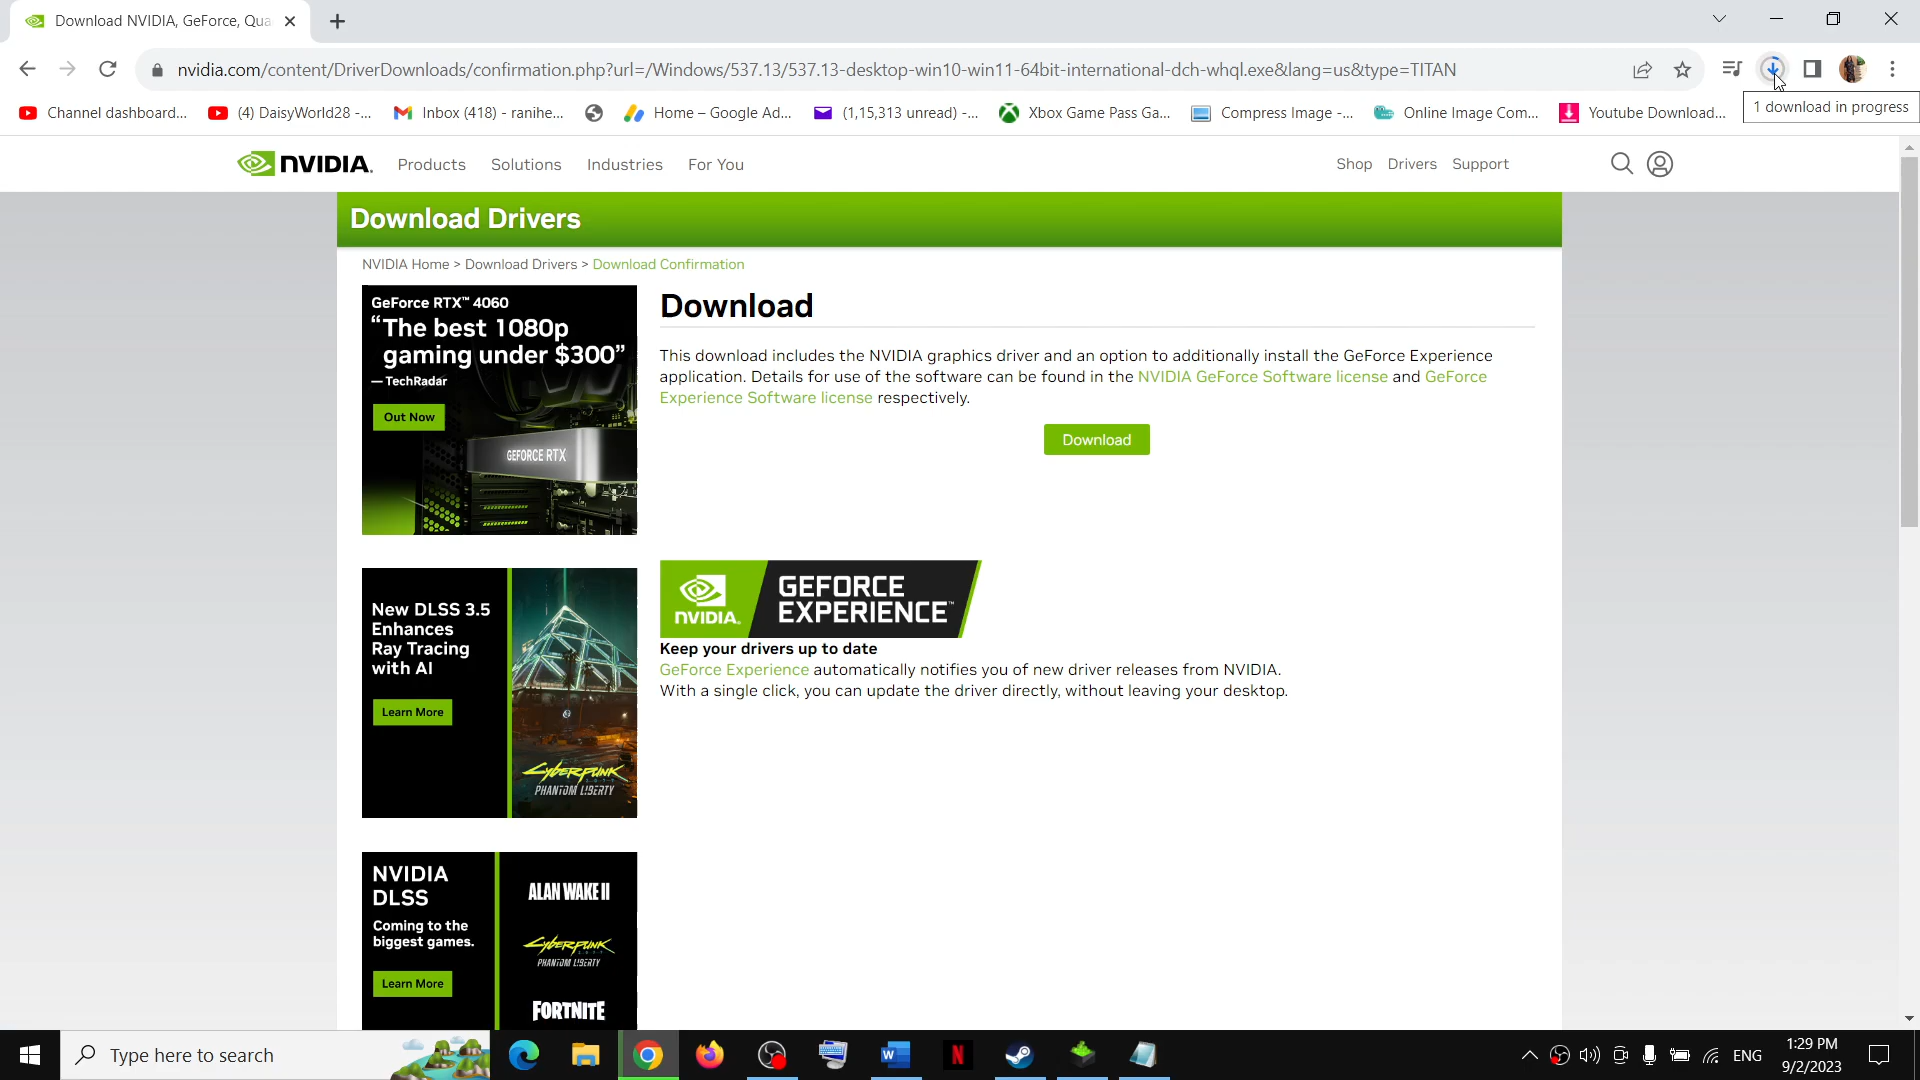 Download NVIDIA, GeForce, Qua
nvidia.com/content/DriverDownloads/confirmation.php?url=/Windows/537.13/537.13-desktop-win10-win11-64bit-international-dch-whql.exe&lang=us&type=TITAN
Channel dashboard...
(4) DaisyWorld28 -...
Inbox (418) - ranihe...
Home – Google Ad...
(1,15,313 unread) -...
Xbox Game Pass Ga...
Compress Image -...
Online Image Com...
Youtube Download...
1 download in progress
NVIDIA.
Products
Solutions
Industries
For You
Shop
Drivers
Support
Download Drivers
NVIDIA Home > Download Drivers > Download Confirmation
GeForce RTX™ 4060
“The best 1080p
gaming under $300”
— TechRadar
Out Now
GEFORCE RTX
Download
This download includes the NVIDIA graphics driver and an option to additionally install the GeForce Experience
application. Details for use of the software can be found in the NVIDIA GeForce Software license and GeForce
Experience Software license respectively.
Download
New DLSS 3.5
Enhances
Ray Tracing
with AI
Learn More
Cyberpunk
PHANTOM LIBERTY
NVIDIA.
GEFORCE
EXPERIENCE™
Keep your drivers up to date
GeForce Experience automatically notifies you of new driver releases from NVIDIA.
With a single click, you can update the driver directly, without leaving your desktop.
NVIDIA
DLSS
Coming to the
biggest games.
Learn More
ALAN WAKE II
Cyberpunk
PHANTOM LIBERTY
FORTNITE
Type here to search
ENG
1:29 PM
9/2/2023